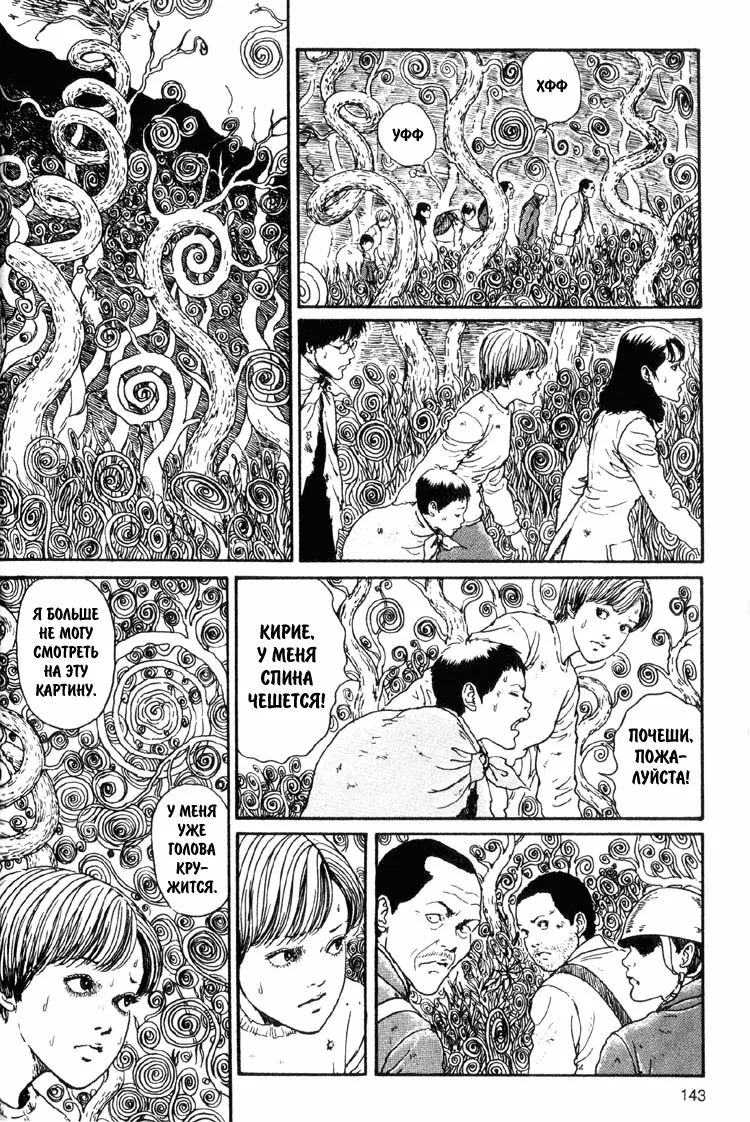 ХФФ
УФФ
КИРИЕ,
У МЕНЯ
СПИНА
ЧЕШЕТСЯ!
ПОЧЕШИ,
ПОЖА-
ЛУЙСТА!
Я БОЛЬШЕ
НЕ МОГУ
СМОТРЕТЬ
НА ЭТУ
КАРТИНУ.
У МЕНЯ
УЖЕ
ГОЛОВА
КРУ-
ЖИТСЯ.
143